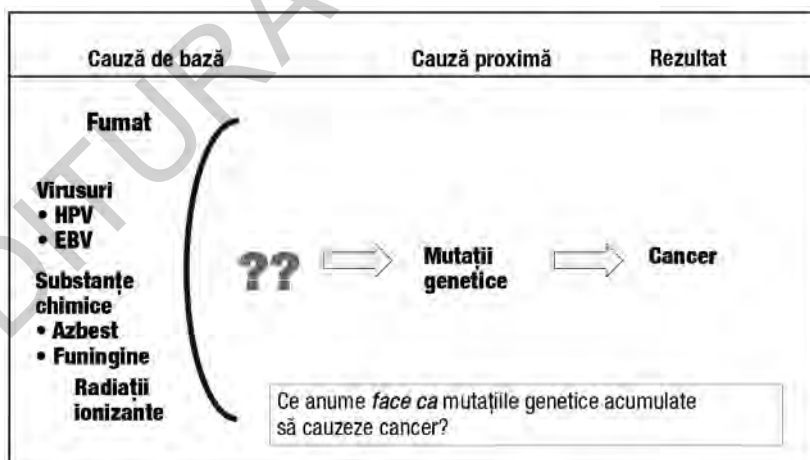 EDITURA
Cauză de bază Cauză proximă Rezultat
Fumat
Virusuri
• HPV
• EBV
Substanțe
chimice
• Azbest
• Funingine
Radiații
ionizante
??
Mutații
genetice
Cancer
Ce anume face ca mutațiile genetice acumulate
să cauzeze cancer?